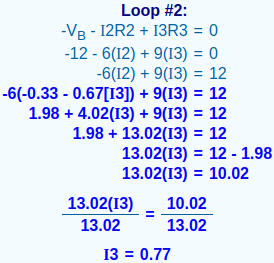 Loop #2:
-V_B - I2R2 + I3R3 = 0
-12 - 6(I2) + 9(I3) = 0
-6(I2) + 9(I3) = 12
-6(-0.33 - 0.67[I3]) + 9(I3) = 12
1.98 + 4.02(I3) + 9(I3) = 12
1.98 + 13.02(I3) = 12
13.02(I3) = 12 - 1.98
13.02(I3) = 10.02
13.02(I3) = 10.02
13.02 13.02
I3 = 0.77